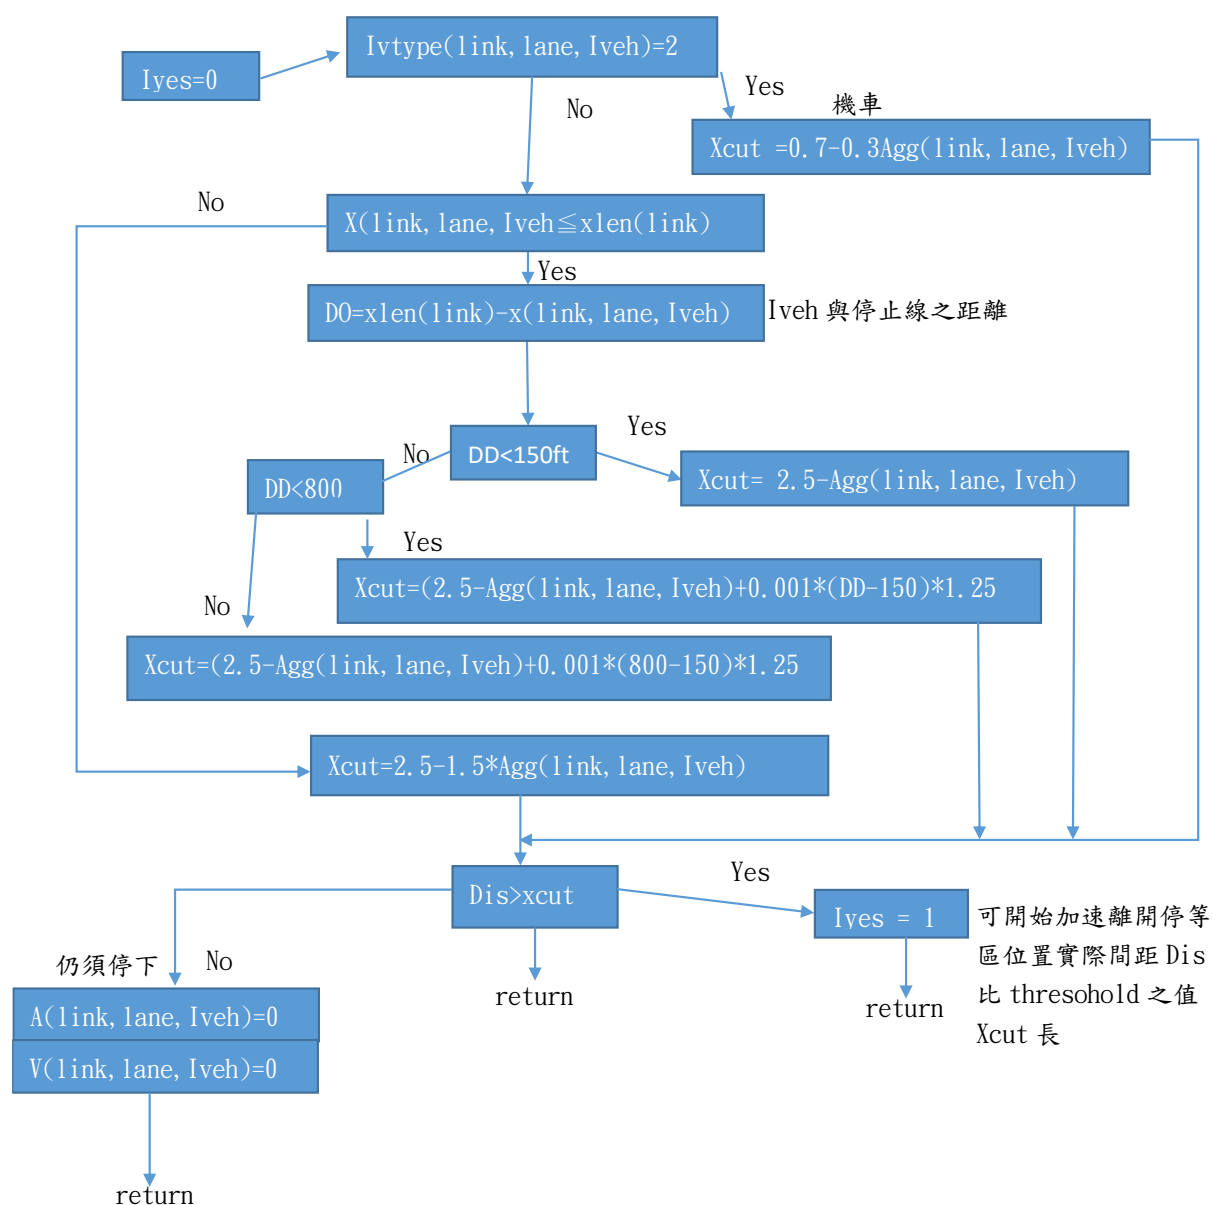 Iyes=0
Ivtype(link,lane,Iveh)=2
Yes
No
機車
Xcut =0.7-0.3Agg(link,lane,Iveh)
No
X(link,lane,Iveh≦xlen(link)
Yes
DO=xlen(link)-x(link,lane,Iveh)
Iveh 與停止線之距離
DD<150ft
Yes
No
Xcut= 2.5-Agg(link,lane,Iveh)
DD<800
Yes
Xcut=(2.5-Agg(link,lane,Iveh)+0.001*(DD-150)*1.25
No
Xcut=(2.5-Agg(link,lane,Iveh)+0.001*(800-150)*1.25
Xcut=2.5-1.5*Agg(link,lane,Iveh)
Dis>xcut
Yes
Iyes = 1
可開始加速離開停等
區位置實際間距 Dis
比 thresohold 之值
Xcut 長
return
return
仍須停下
No
A(link,lane,Iveh)=0
V(link,lane,Iveh)=0
return